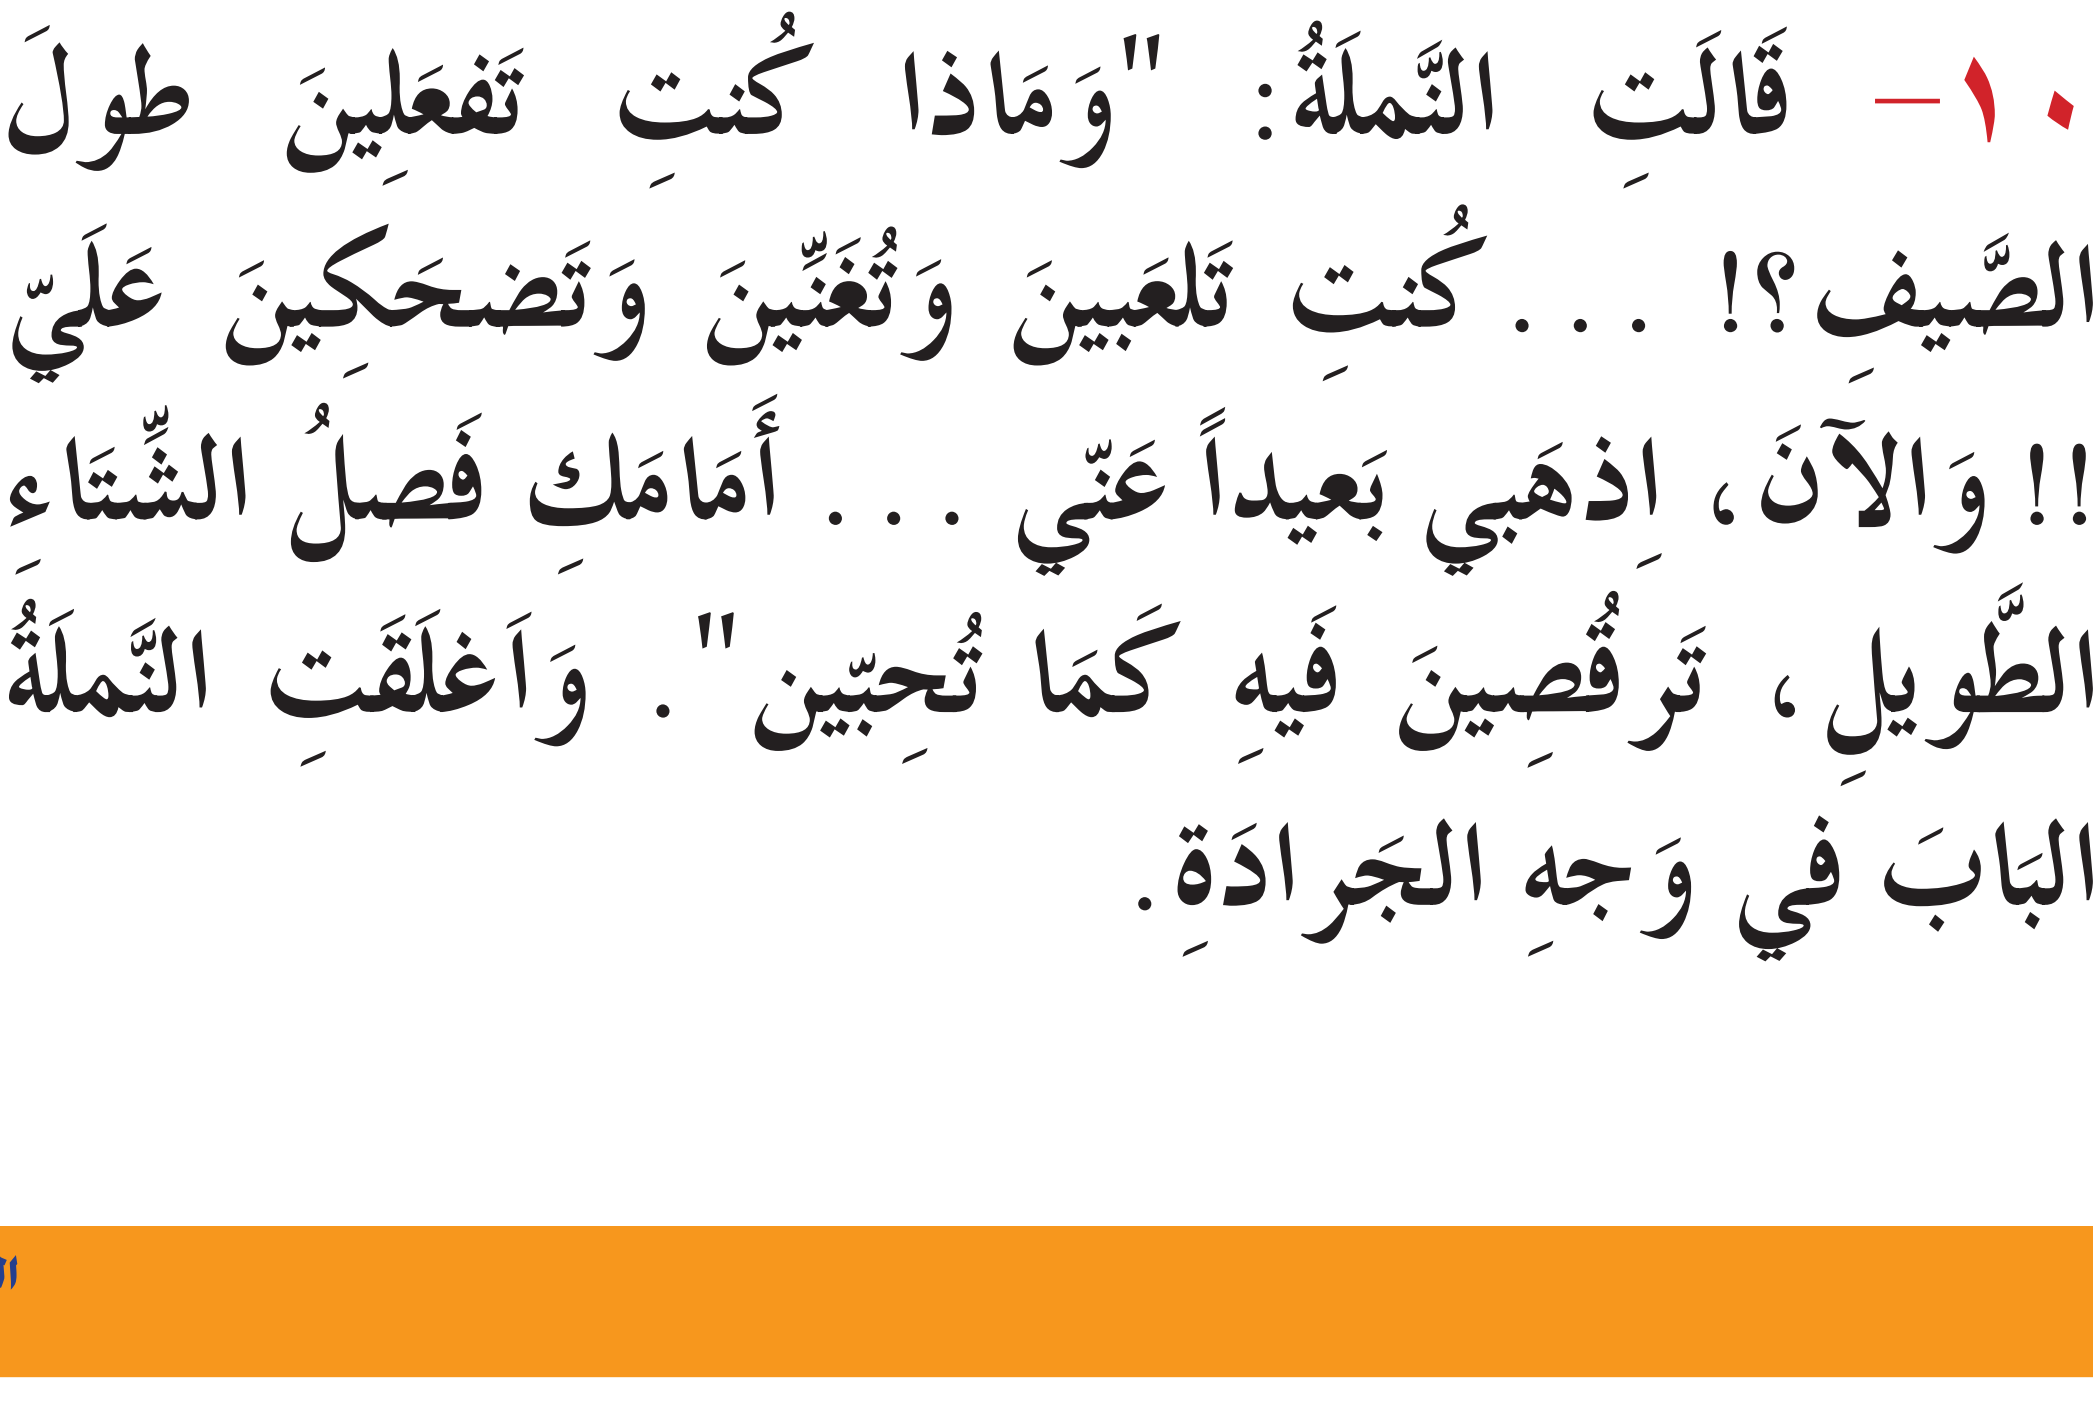 ١٠- قَالَتِ النَّملَةُ: "وَمَاذا كُنتِ تَفعَلِينَ طولَ
الصَّيفِ؟! ... كُنتِ تَلعَبينَ وَتُغَنِّينَ وَتَضحَكِينَ عَلَيّ
!! وَالآنَ، اِذهَبي بَعيداً عَنّي ... أَمَامَكِ فَصلُ الشِّتَاءِ
الطَّويلِ، تَرقُصِينَ فَيهِ كَمَا تُحِبّين". وَاَغلَقَتِ النَّملَةُ
البَابَ في وَجهِ الجَرادَةِ.